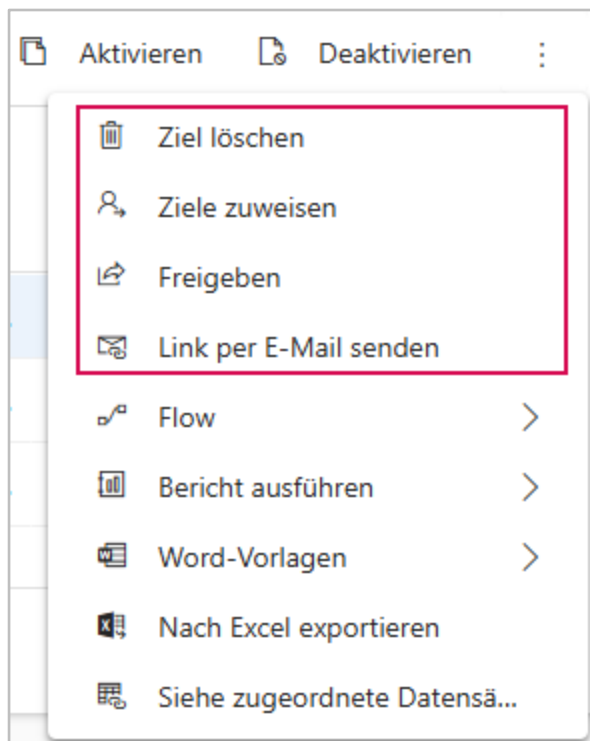 Aktivieren Deaktivieren
Ziel löschen
Ziele zuweisen
Freigeben
Link per E-Mail senden
Flow
Bericht ausführen
Word-Vorlagen
Nach Excel exportieren
Siehe zugeordnete Datensä...